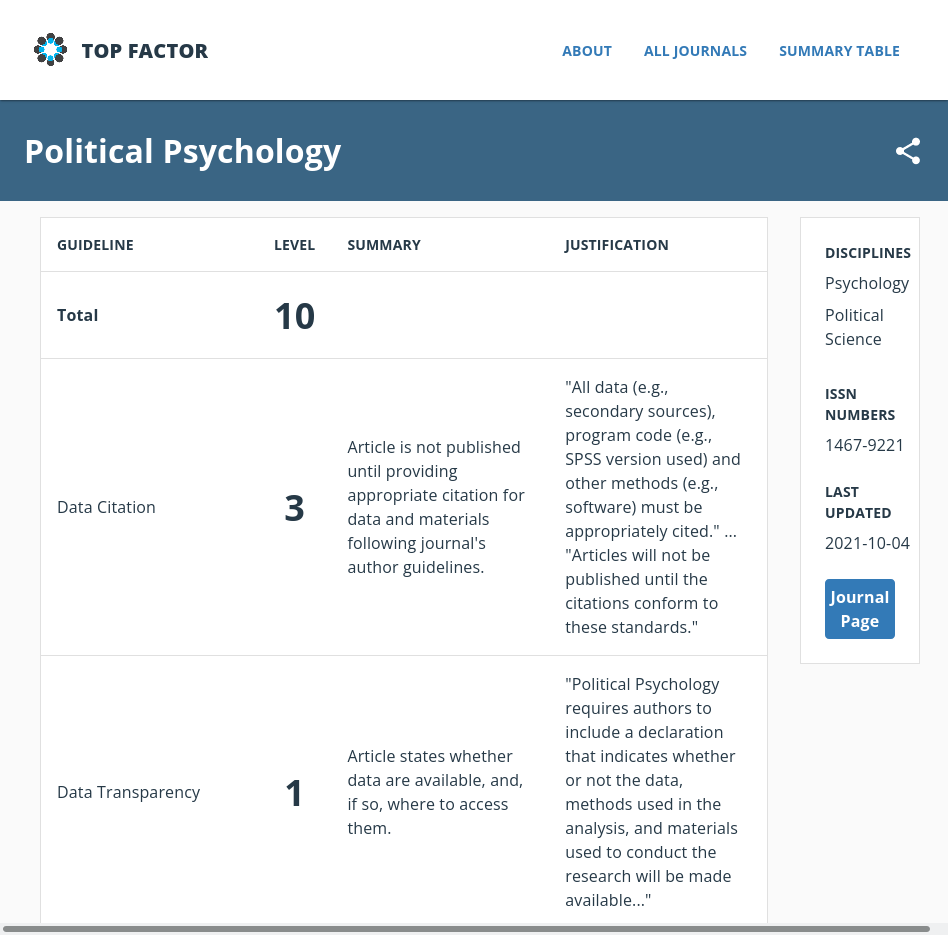 TOP FACTOR
ABOUT
ALL JOURNALS
SUMMARY TABLE
Political Psychology
GUIDELINE
LEVEL
SUMMARY
JUSTIFICATION
Total
10
Data Citation
3
Article is not published
until providing
appropriate citation for
data and materials
following journal's
author guidelines.
"All data (e.g.,
secondary sources),
program code (e.g.,
SPSS version used) and
other methods (e.g.,
software) must be
appropriately cited." ...
"Articles will not be
published until the
citations conform to
these standards."
Data Transparency
1
Article states whether
data are available, and,
if so, where to access
them.
"Political Psychology
requires authors to
include a declaration
that indicates whether
or not the data,
methods used in the
analysis, and materials
used to conduct the
research will be made
available..."
DISCIPLINES
Psychology
Political
Science
ISSN
NUMBERS
1467-9221
LAST
UPDATED
2021-10-04
Journal
Page